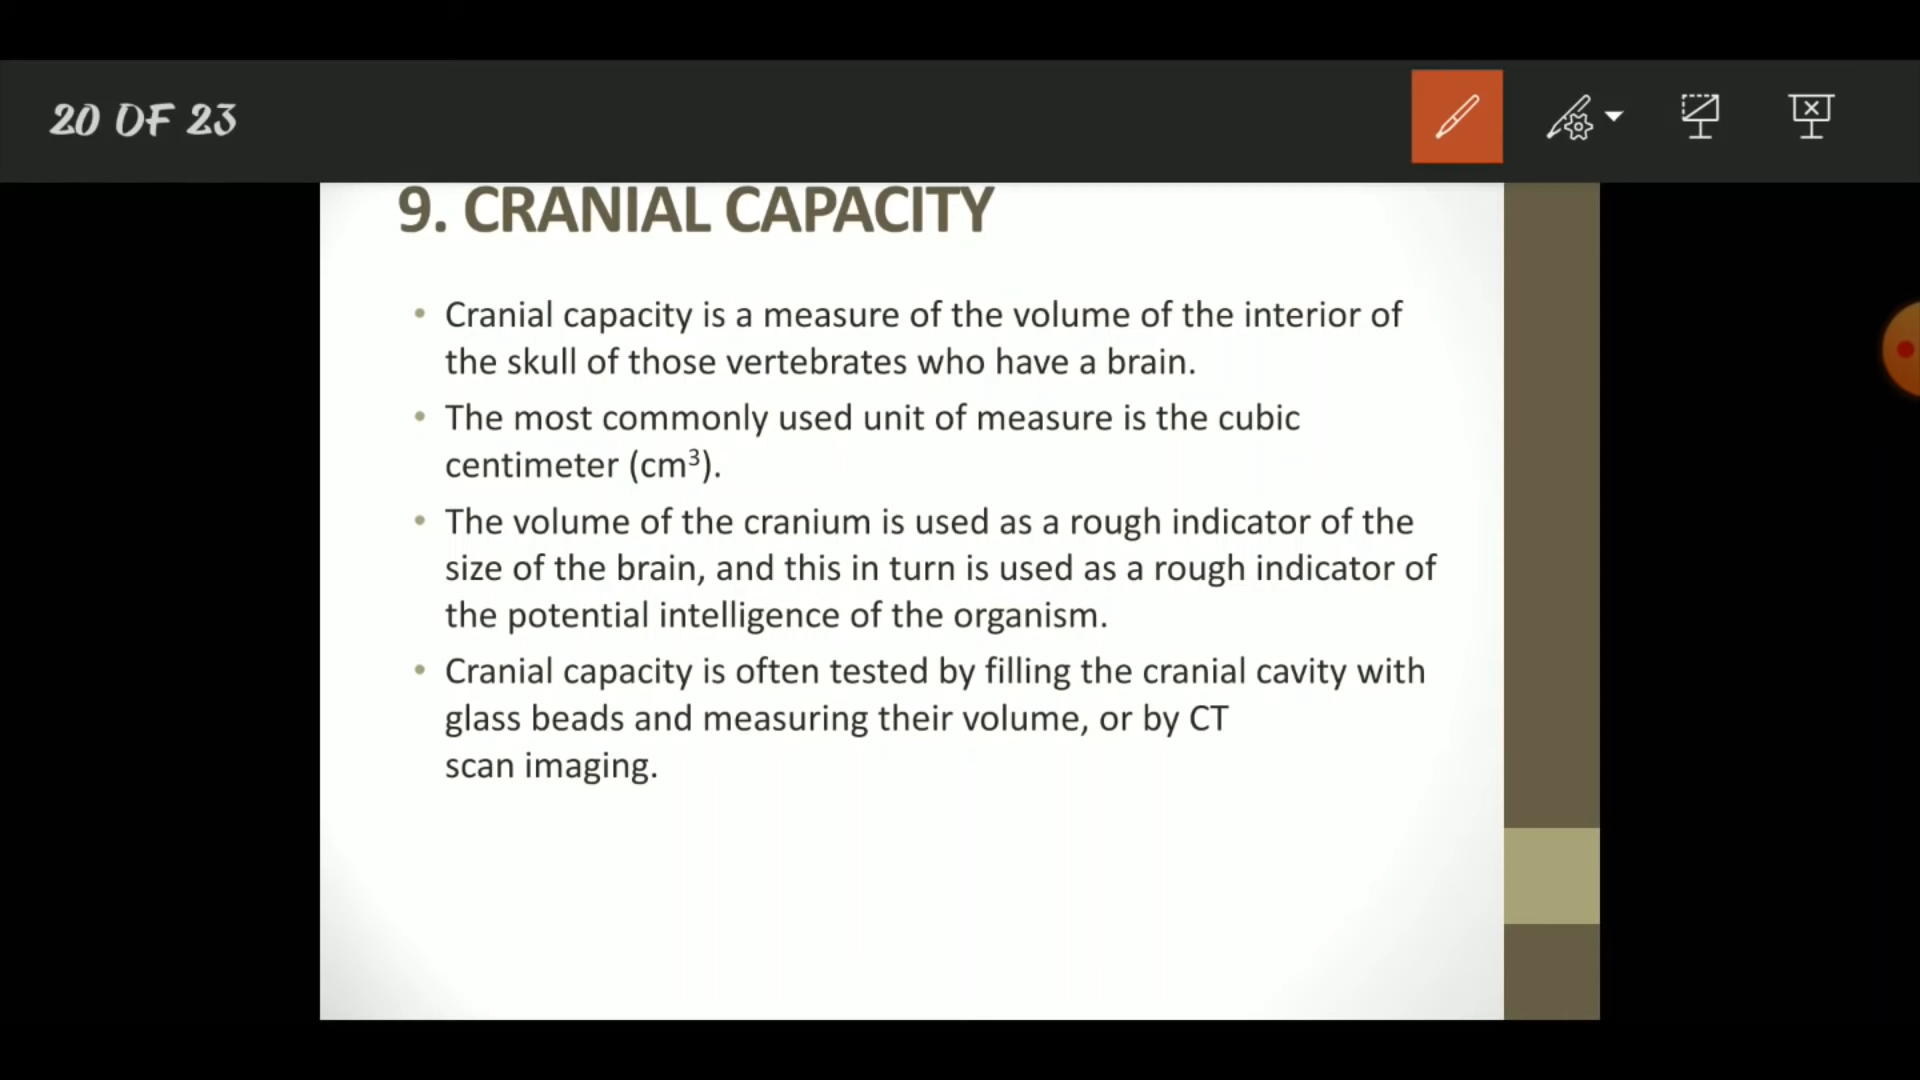 20 OF 23
9. CRANIAL CAPACITY
• Cranial capacity is a measure of the volume of the interior of
the skull of those vertebrates who have a brain.
• The most commonly used unit of measure is the cubic
centimeter (cm³).
• The volume of the cranium is used as a rough indicator of the
size of the brain, and this in turn is used as a rough indicator of
the potential intelligence of the organism.
• Cranial capacity is often tested by filling the cranial cavity with
glass beads and measuring their volume, or by CT
scan imaging.